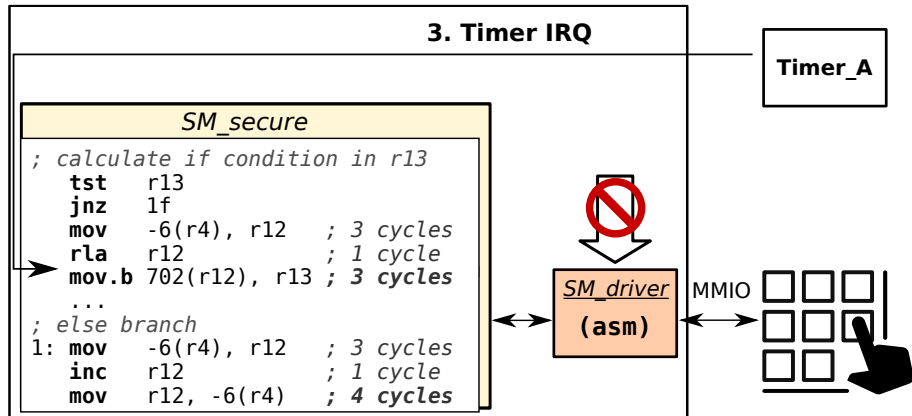 3. Timer IRQ
Timer_A
SM_secure
; calculate if condition in r13
tst r13
jnz 1f
mov -6(r4), r12 ; 3 cycles
rla r12 ; 1 cycle
mov.b 702(r12), r13 ; 3 cycles
...
; else branch
1: mov -6(r4), r12 ; 3 cycles
inc r12 ; 1 cycle
mov r12, -6(r4) ; 4 cycles
SM_driver
(asm)
MMIO